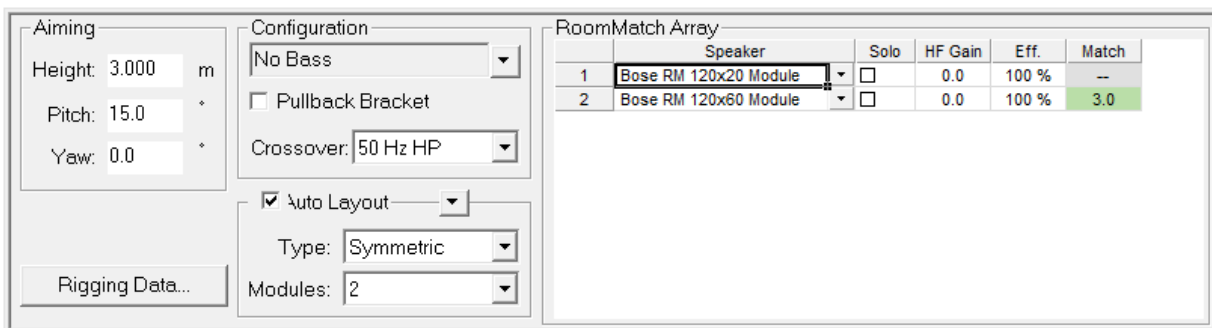 Aiming
Height: 3.000 m
Pitch: 15.0 °
Yaw: 0.0 °
Rigging Data...
Configuration
No Bass
Pullback Bracket
Crossover: 50 Hz HP
Auto Layout
Type: Symmetric
Modules: 2
RoomMatch Array
Speaker Solo HF Gain Eff. Match
1 Bose RM 120x20 Module 0.0 100 % --
2 Bose RM 120x60 Module 0.0 100 % 3.0